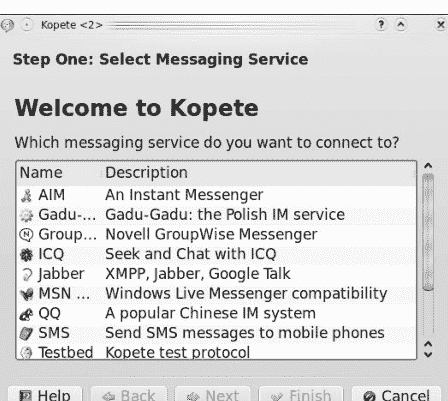 Kopete <2>
Step One: Select Messaging Service
Welcome to Kopete
Which messaging service do you want to connect to?
Name Description
AIM An Instant Messenger
Gadu-... Gadu-Gadu: the Polish IM service
Group... Novell GroupWise Messenger
ICQ Seek and Chat with ICQ
Jabber XMPP, Jabber, Google Talk
MSN ... Windows Live Messenger compatibility
QQ A popular Chinese IM system
SMS Send SMS messages to mobile phones
Testbed Kopete test protocol
Help Back Next Finish Cancel